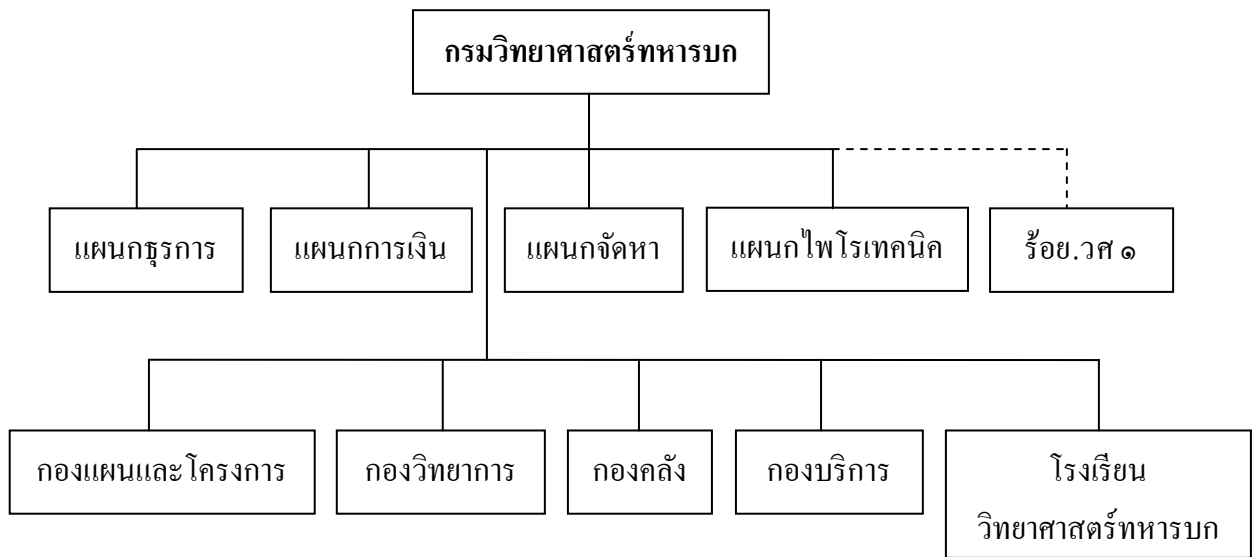 กรมวิทยาศาสตร์ทหารบก
แผนกธุรการ
แผนกการเงิน
แผนกจัดหา
แผนกไพโรเทคนิค
ร้อย.วศ ๑
กองแผนและโครงการ
กองวิทยาการ
กองคลัง
กองบริการ
โรงเรียน
วิทยาศาสตร์ทหารบก